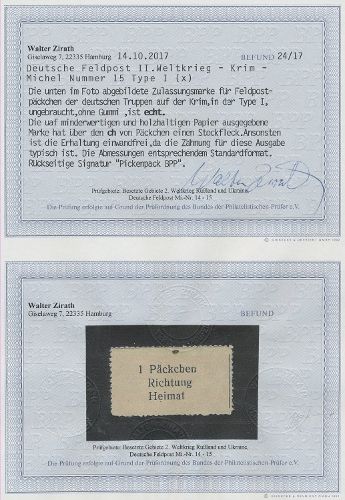 Walter Zirath
Giselaweg 7, 22335 Hamburg 14.10.2017 BEFUND 24/17
Deutsche Feldpost II.Weltkrieg - Krim -
Michel Nummer 15 Type I (x)
Die unten im Foto abgebildete Zulassungsmarke für Feldpost-
päckchen der deutschen Truppen auf der Krim,in der Type I,
ungebraucht,ohne Gummi ,ist echt.
Die uaf minderwertigen und holzhaltigen Papier ausgegebene
Marke hat über den ch von Päckchen einen Stockfleck.Ansonsten
ist die Erhaltung einwandfrei,da die Zähnung für diese Ausgabe
typisch ist. Die Abmessungen entsprechendem Standardformat.
Rückseitige Signatur "Pickenpack BPP".
Prüfgebiete: Besetzte Gebiete 2. Weltkrieg Rußland und Ukraine,
Deutsche Feldpost Mi.-Nr. 14 - 15
Die Prüfung erfolgte auf Grund der Prüfordnung des Bundes der Philatelistischen-Prüfer e.V.
Walter Zirath
Giselaweg 7, 22335 Hamburg BEFUND
1 Päckchen
Richtung
Heimat
Prüfgebiete: Besetzte Gebiete 2. Weltkrieg Rußland und Ukraine,
Deutsche Feldpost Mi.-Nr. 14 - 15
Die Prüfung erfolgte auf Grund der Prüfordnung des Bundes der Philatelistischen-Prüfer e.V.